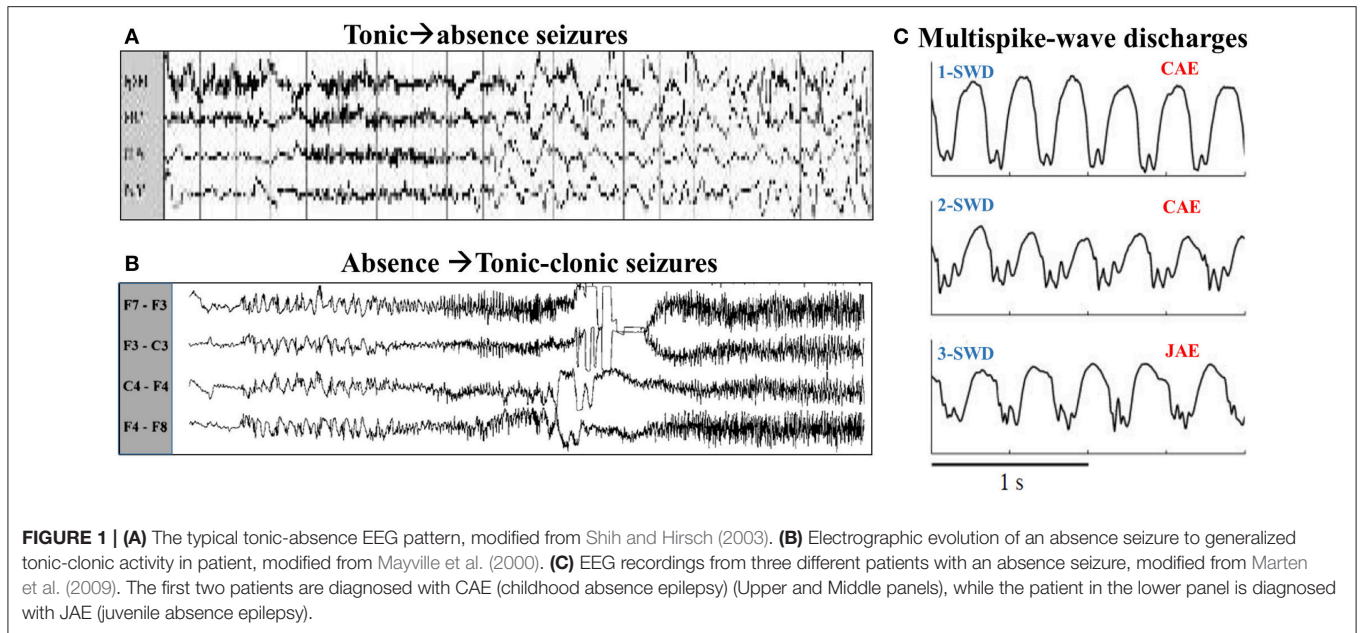 A
Tonic→absence seizures
B
Absence →Tonic-clonic seizures
F7 - F3
F3 - C3
C4 - F4
F4 - F8
C Multispike-wave discharges
1-SWD CAE
2-SWD CAE
3-SWD JAE
1 s
FIGURE 1 | (A) The typical tonic-absence EEG pattern, modified from Shih and Hirsch (2003). (B) Electrographic evolution of an absence seizure to generalized
tonic-clonic activity in patient, modified from Mayville et al. (2000). (C) EEG recordings from three different patients with an absence seizure, modified from Marten
et al. (2009). The first two patients are diagnosed with CAE (childhood absence epilepsy) (Upper and Middle panels), while the patient in the lower panel is diagnosed
with JAE (juvenile absence epilepsy).